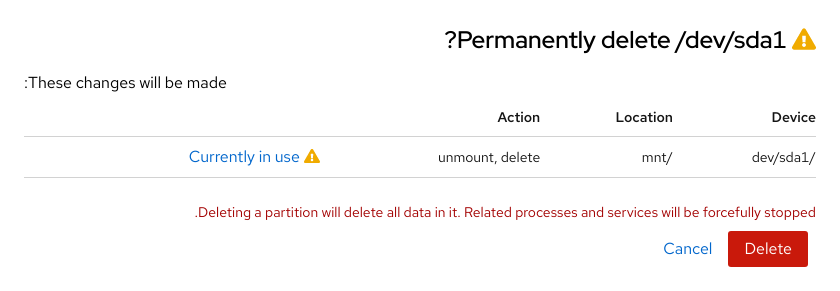 ?Permanently delete /dev/sda1
:These changes will be made
Action Location Device
Currently in use unmount, delete mnt/ dev/sda1/
.Deleting a partition will delete all data in it. Related processes and services will be forcefully stopped
Cancel Delete